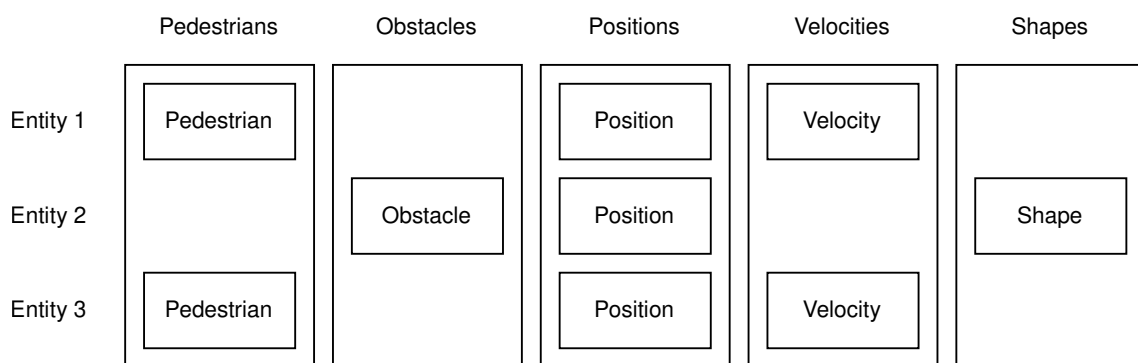 Pedestrians Obstacles Positions Velocities Shapes
Entity 1 Pedestrian Position Velocity
Entity 2 Obstacle Position Shape
Entity 3 Pedestrian Position Velocity